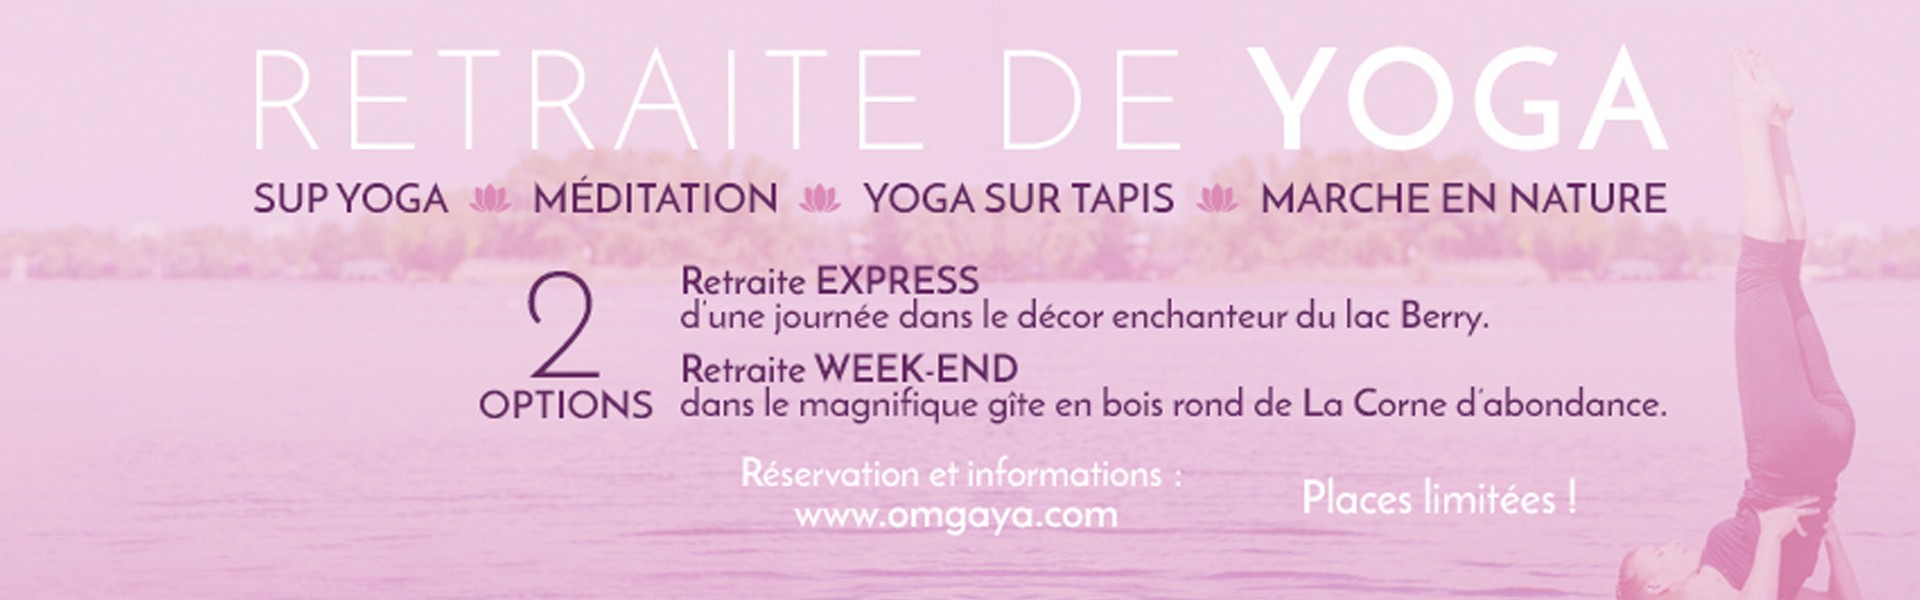 RETRAITE DE YOGA
SUP YOGA MÉDITATION YOGA SUR TAPIS MARCHE EN NATURE
2
OPTIONS
Retraite EXPRESS
d'une journée dans le décor enchanteur du lac Berry.
Retraite WEEK-END
dans le magnifique gîte en bois rond de La Corne d'abondance.
Réservation et informations :
www.omgaya.com
Places limitées !